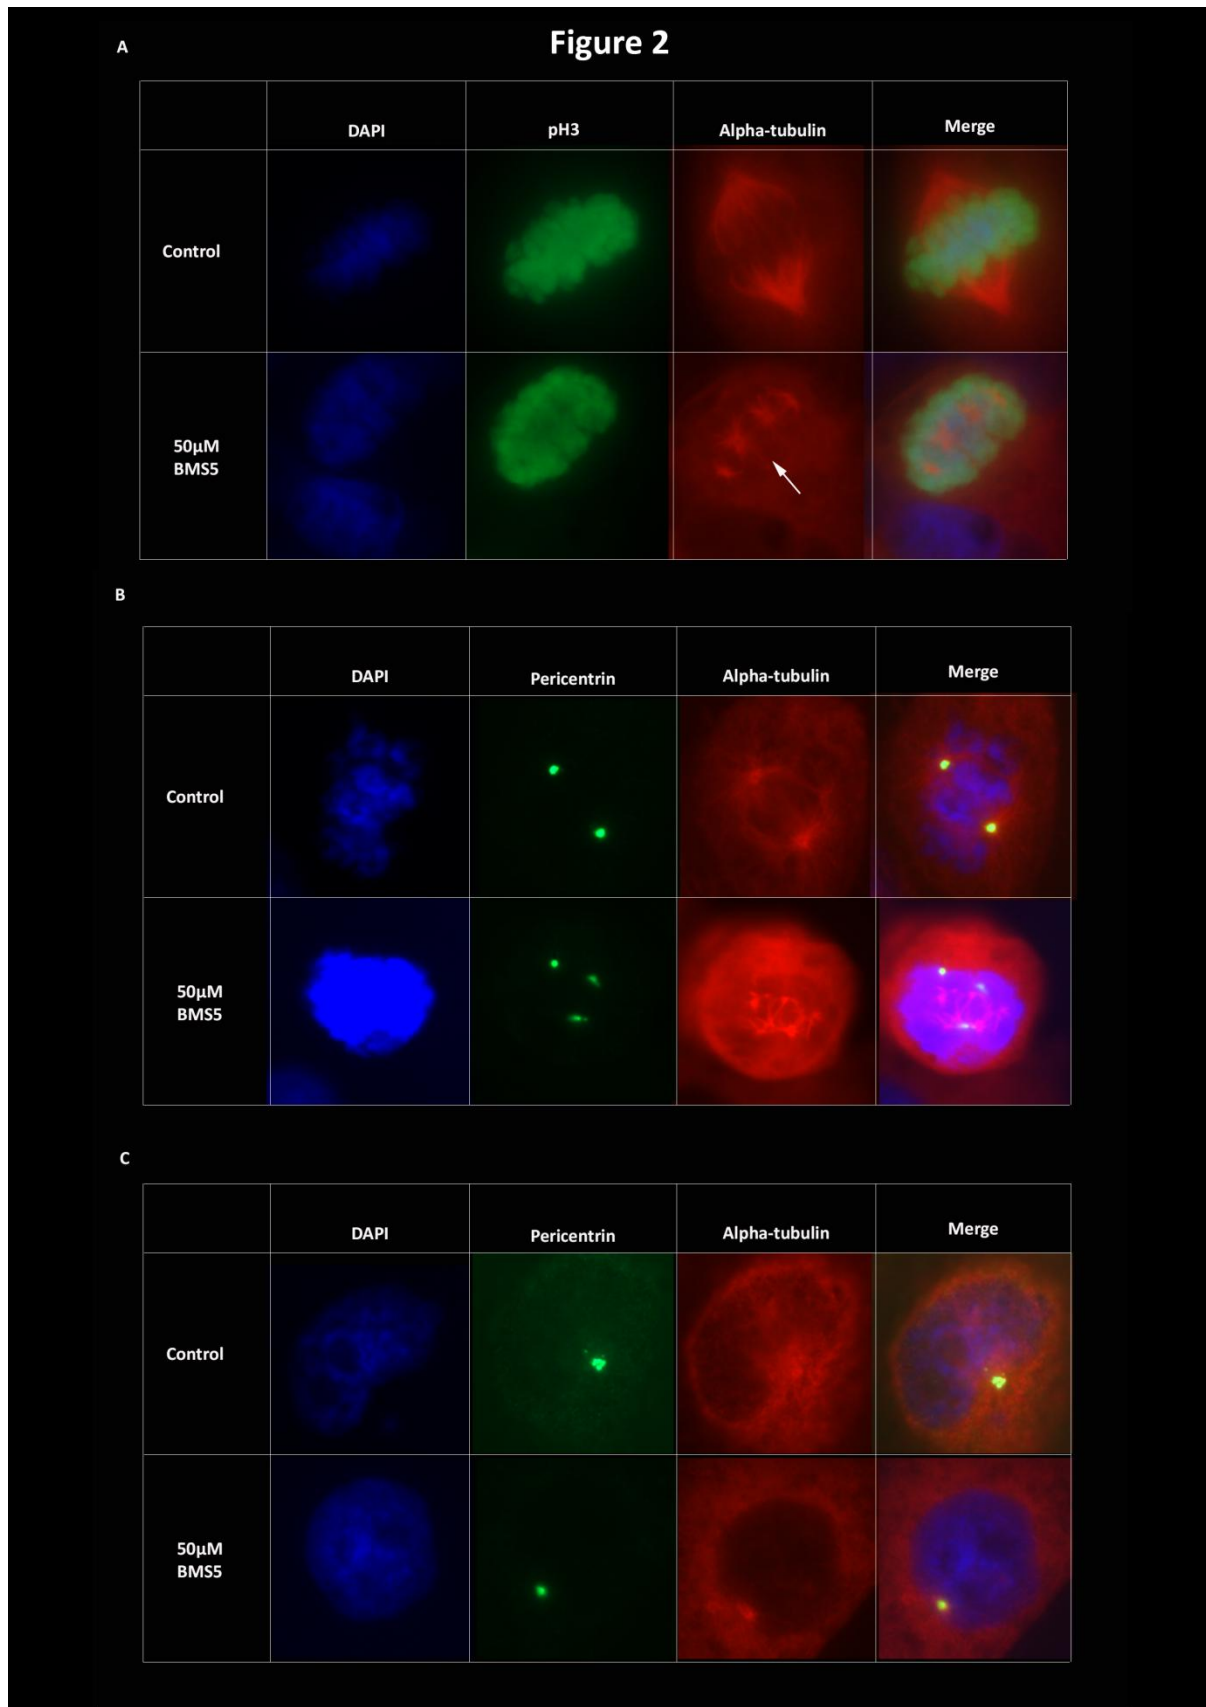 Figure 2
A
DAPI pH3 Alpha-tubulin Merge
Control
50µM
BMS5
B
DAPI Pericentrin Alpha-tubulin Merge
Control
50µM
BMS5
C
DAPI Pericentrin Alpha-tubulin Merge
Control
50µM
BMS5